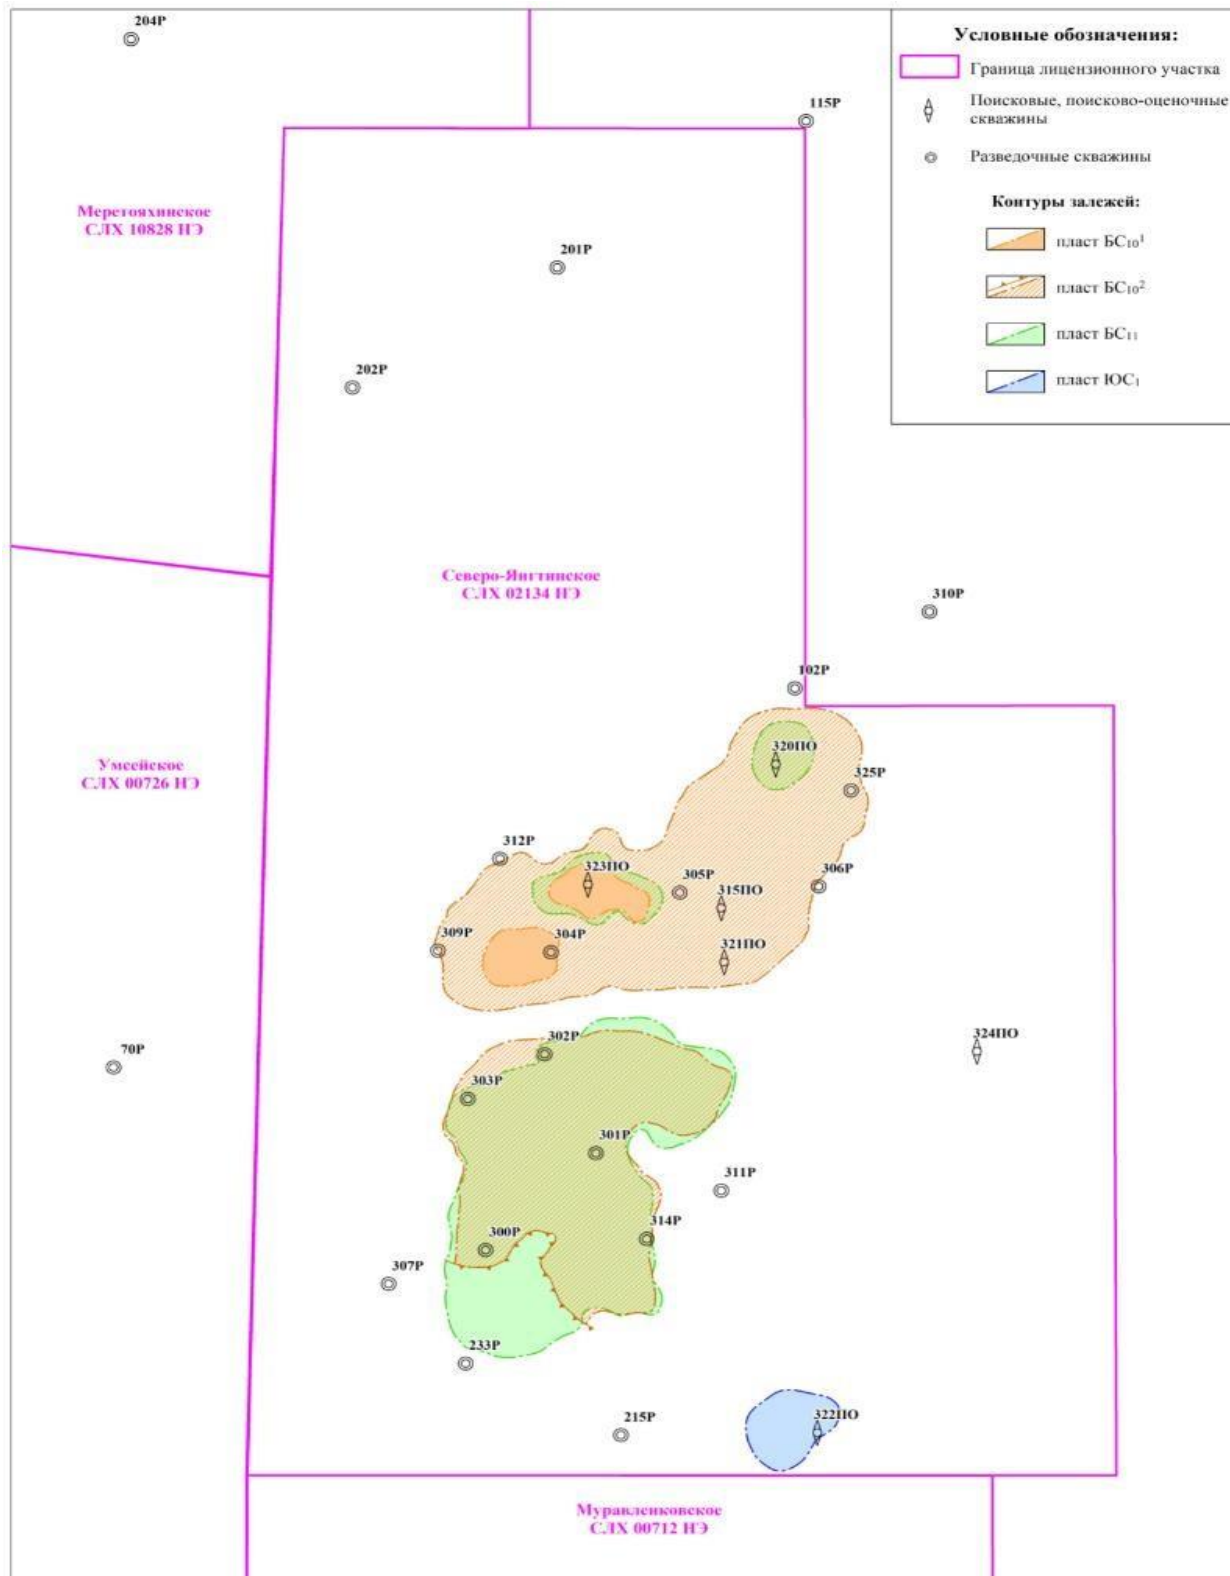 204Р
115Р
Условные обозначения:
Граница лицензионного участка
Поисковые, поисково-оценочные
скважины
Разведочные скважины
Контуры залежей:
пласт БС₁₀¹
пласт БС₁₀²
пласт БС₁₁
пласт ЮС₁
Меретояхинское
СЛХ 10828 НЭ
201Р
202Р
Северо-Янгтинское
СЛХ 02134 НЭ
310Р
102Р
Умсейское
СЛХ 00726 НЭ
320ПО
325Р
312Р
323ПО
305Р
315ПО
306Р
309Р
304Р
321ПО
324ПО
70Р
302Р
303Р
301Р
311Р
314Р
300Р
307Р
233Р
215Р
322ПО
Муравленковское
СЛХ 00712 НЭ